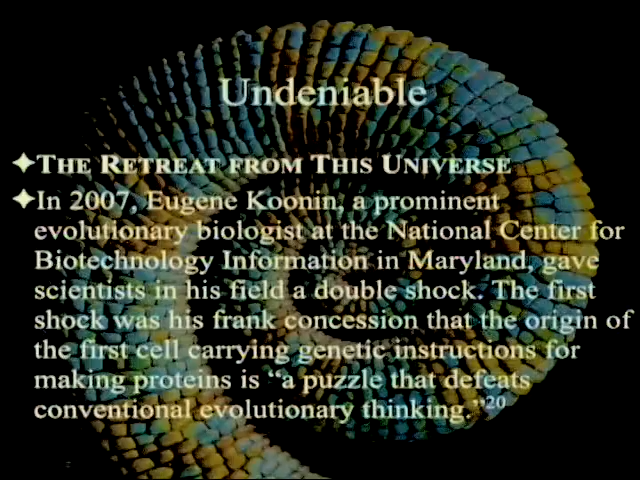 Undeniable
✦THE RETREAT FROM THIS UNIVERSE
✦In 2007, Eugene Koonin, a prominent
evolutionary biologist at the National Center for
Biotechnology Information in Maryland, gave
scientists in his field a double shock. The first
shock was his frank concession that the origin of
the first cell carrying genetic instructions for
making proteins is “a puzzle that defeats
conventional evolutionary thinking.”20